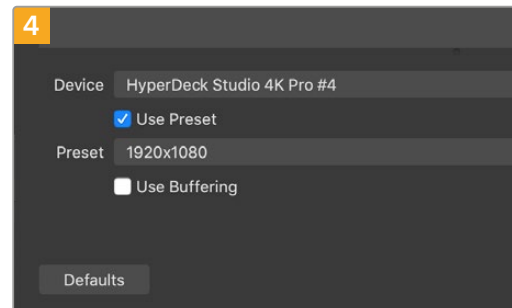 4
Device HyperDeck Studio 4K Pro #4
Use Preset
Preset 1920x1080
Use Buffering
Defaults